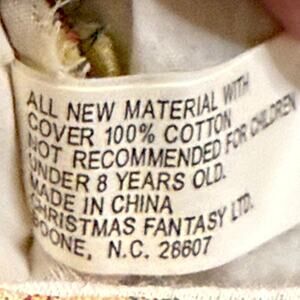 ALL NEW MATERIAL WITH
COVER 100% COTTON
NOT RECOMMENDED FOR CHILDREN
UNDER 8 YEARS OLD.
MADE IN CHINA
CHRISTMAS FANTASY LTD.
BOONE, N.C. 28607